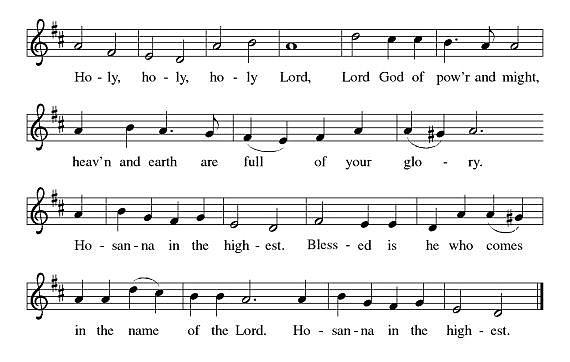 Ho - ly, ho - ly, ho - ly Lord, Lord God of pow'r and might,
heav'n and earth are full of your glo - ry.
Ho - san - na in the high - est. Bless - ed is he who comes
in the name of the Lord. Ho - san - na in the high - est.